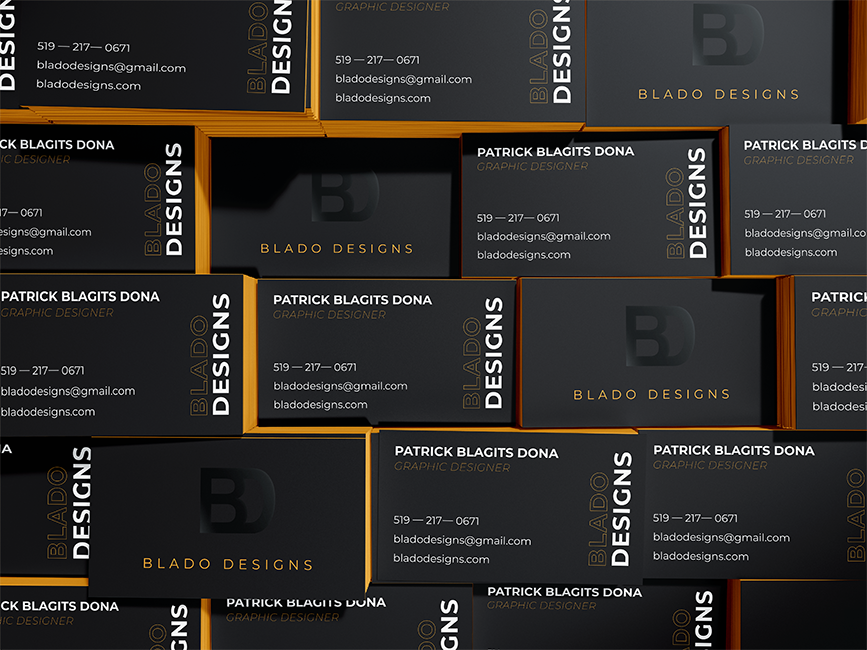 519 — 217— 0671
bladodesigns@gmail.com
bladodesigns.com
BLADO
DESIGNS
GRAPHIC DESIGNER
519 — 217— 0671
bladodesigns@gmail.com
bladodesigns.com
BLADO
DESIGNS
BD
BLADO DESIGNS
PATRICK BLAGITS DONA
GRAPHIC DESIGNER
0671
@gmail.com
BLADO
DESIGNS
BD
BLADO DESIGNS
PATRICK BLAGITS DONA
GRAPHIC DESIGNER
519 — 217— 0671
bladodesigns@gmail.com
bladodesigns.com
BLADO
DESIGNS
PATRICK BLAGITS D
GRAPHIC DESIGNER
519 — 217— 0671
bladodesigns@gmail.co
bladodesigns.com
PATRICK BLAGITS DONA
GRAPHIC DESIGNER
519 — 217— 0671
bladodesigns@gmail.com
bladodesigns.com
BLADO
DESIGNS
PATRICK BLAGITS DONA
GRAPHIC DESIGNER
519 — 217— 0671
bladodesigns@gmail.com
bladodesigns.com
BLADO
DESIGNS
BD
BLADO DESIGNS
PATRICK
GRAPHIC
519 — 217
BLADO
DESIGNS
BD
BLADO DESIGNS
PATRICK BLAGITS DONA
GRAPHIC DESIGNER
519 — 217— 0671
bladodesigns@gmail.com
bladodesigns.com
BLADO
DESIGNS
PATRICK BLAGITS DONA
GRAPHIC DESIGNER
519 — 217— 0671
bladodesigns@gmail.com
bladodesigns.com
BLADO
CK BLAGITS DONA
DESIGNER
DESIGNS
PATRICK BLAGITS DONA
GRAPHIC DESIGNER
DESIGNS
PATRICK BLAGITS DONA
GRAPHIC DESIGNER
DESIGNS